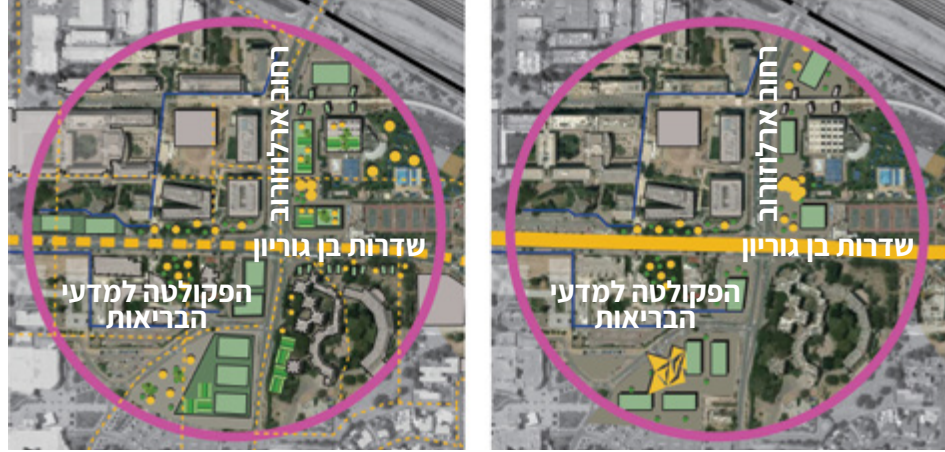 רחוב ארלוזורוב
שדרות בן גוריון
הפקולטה למדעי
הבריאות
רחוב ארלוזורוב
שדרות בן גוריון
הפקולטה למדעי
הבריאות